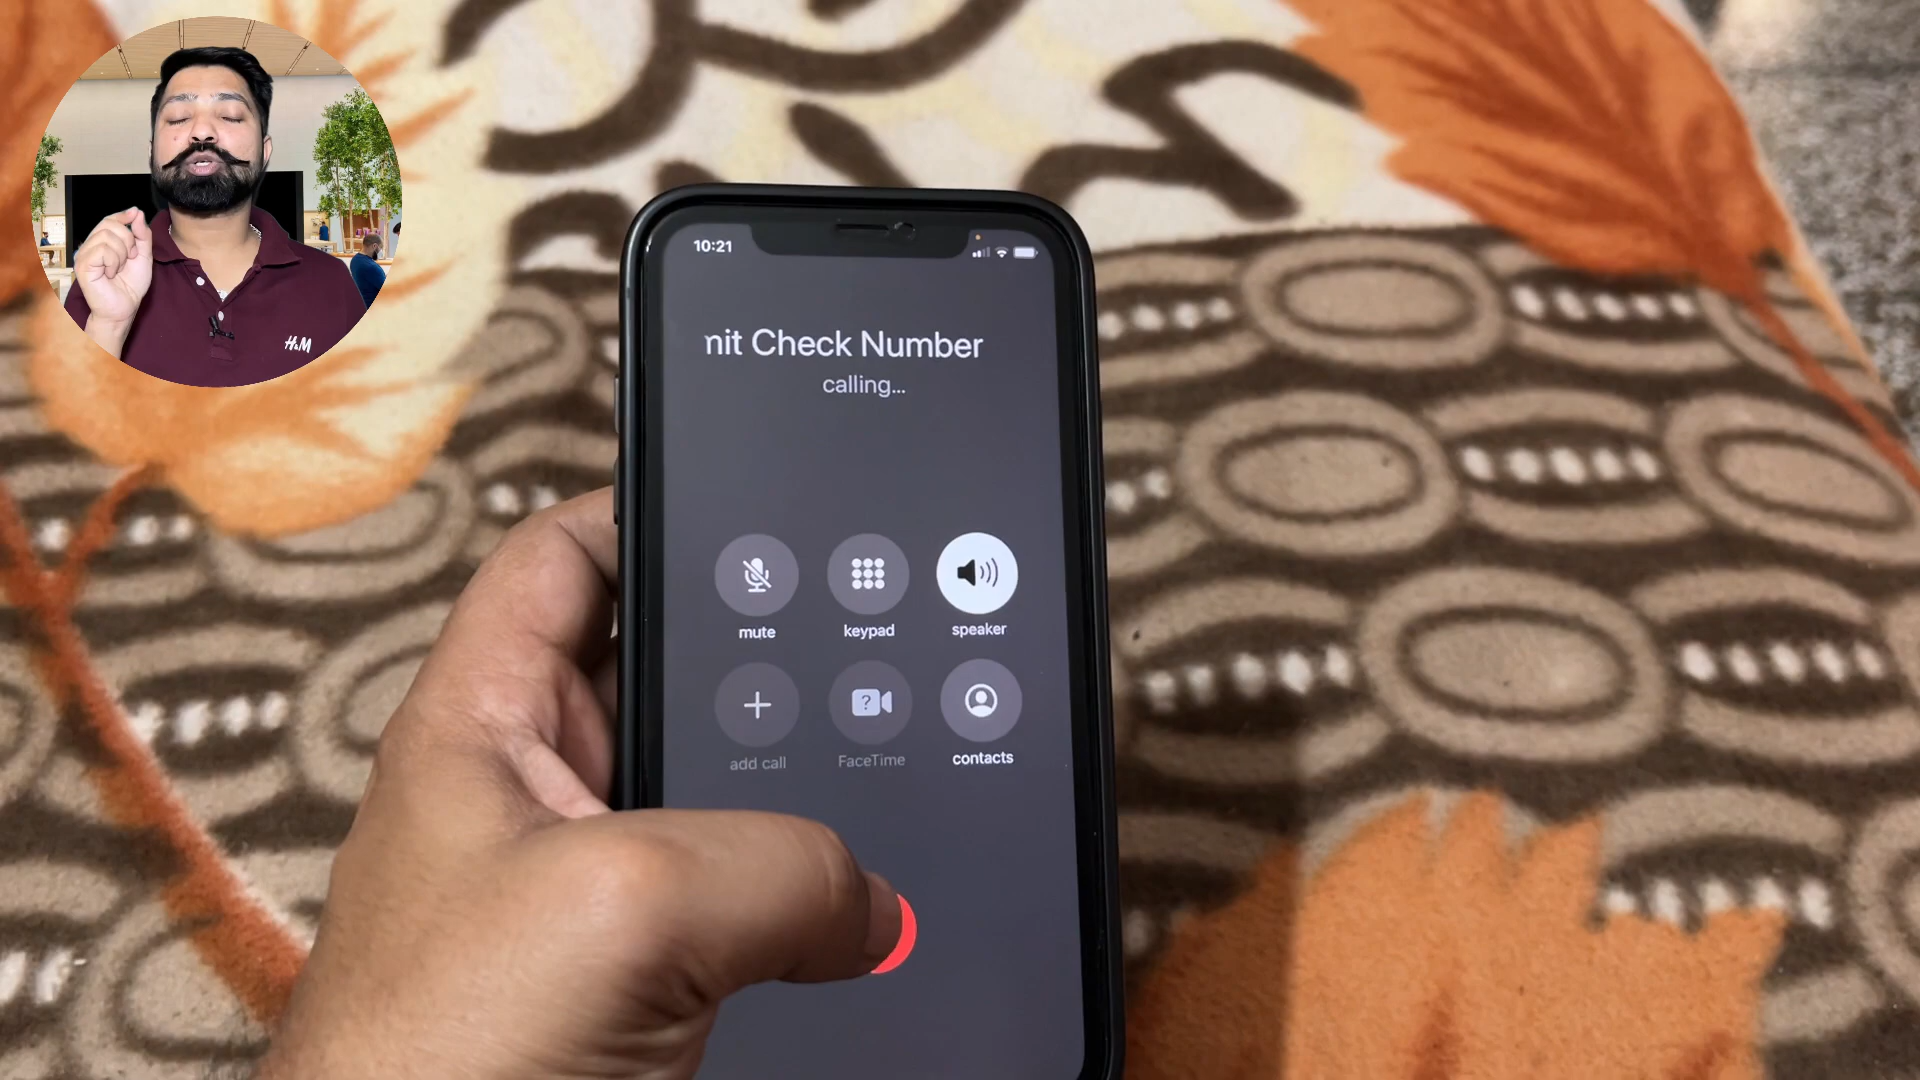 H&M
10:21
nit Check Number
calling...
mute
keypad
speaker
add call
FaceTime
contacts